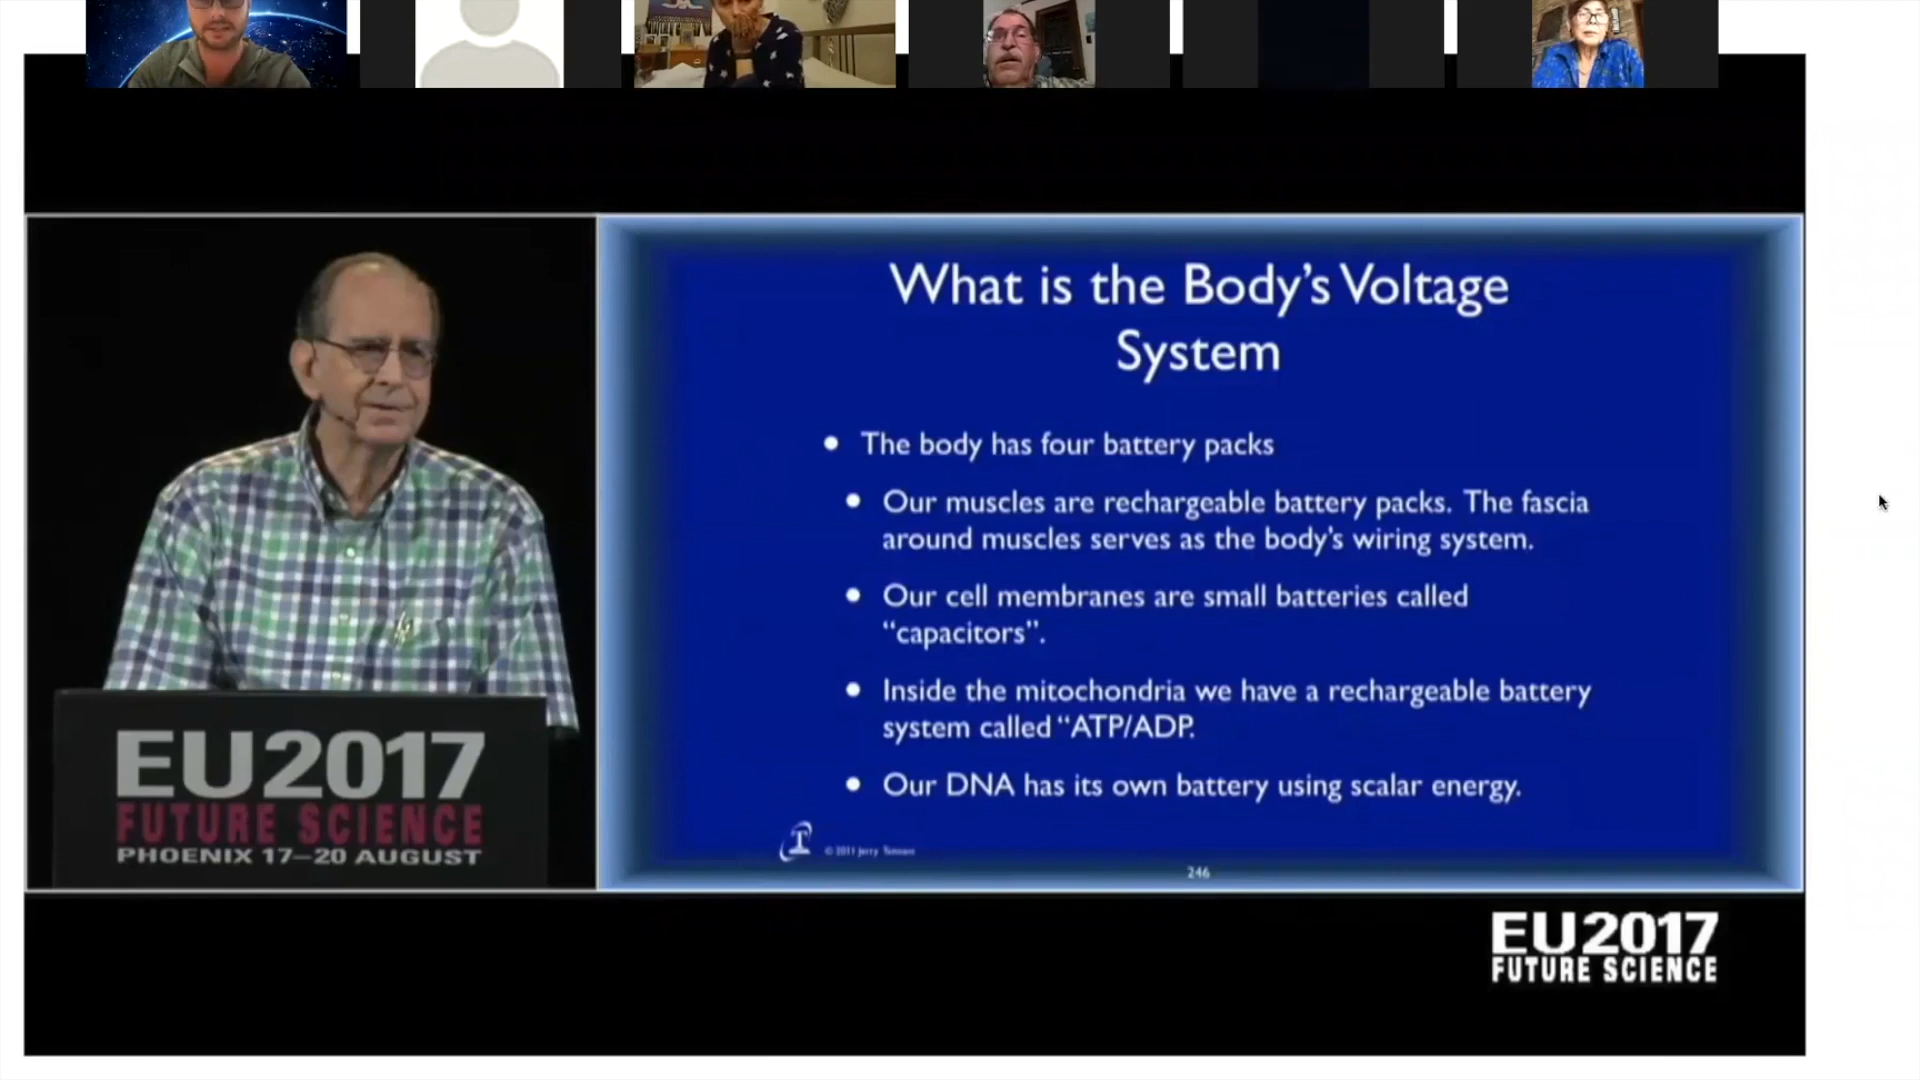 What is the Body's Voltage
System
• The body has four battery packs
• Our muscles are rechargeable battery packs. The fascia
around muscles serves as the body's wiring system.
• Our cell membranes are small batteries called
“capacitors”.
• Inside the mitochondria we have a rechargeable battery
system called “ATP/ADP.
• Our DNA has its own battery using scalar energy.
T
© 2011 Jerry Tennant
246
EU2017
FUTURE SCIENCE
PHOENIX 17–20 AUGUST
EU2017
FUTURE SCIENCE